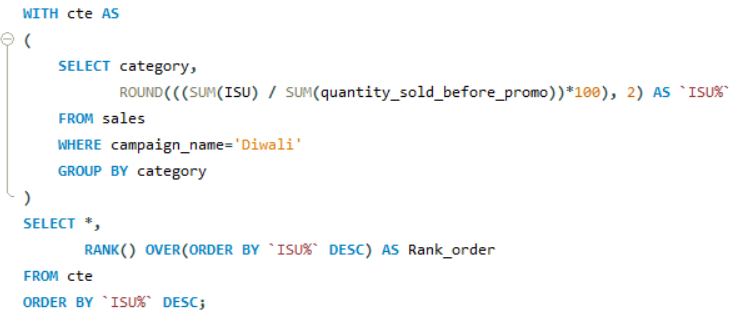 WITH cte AS
(
SELECT category,
ROUND(((SUM(ISU) / SUM(quantity_sold_before_promo))*100), 2) AS `ISU%`
FROM sales
WHERE campaign_name='Diwali'
GROUP BY category
)
SELECT *,
RANK() OVER(ORDER BY `ISU%` DESC) AS Rank_order
FROM cte
ORDER BY `ISU%` DESC;